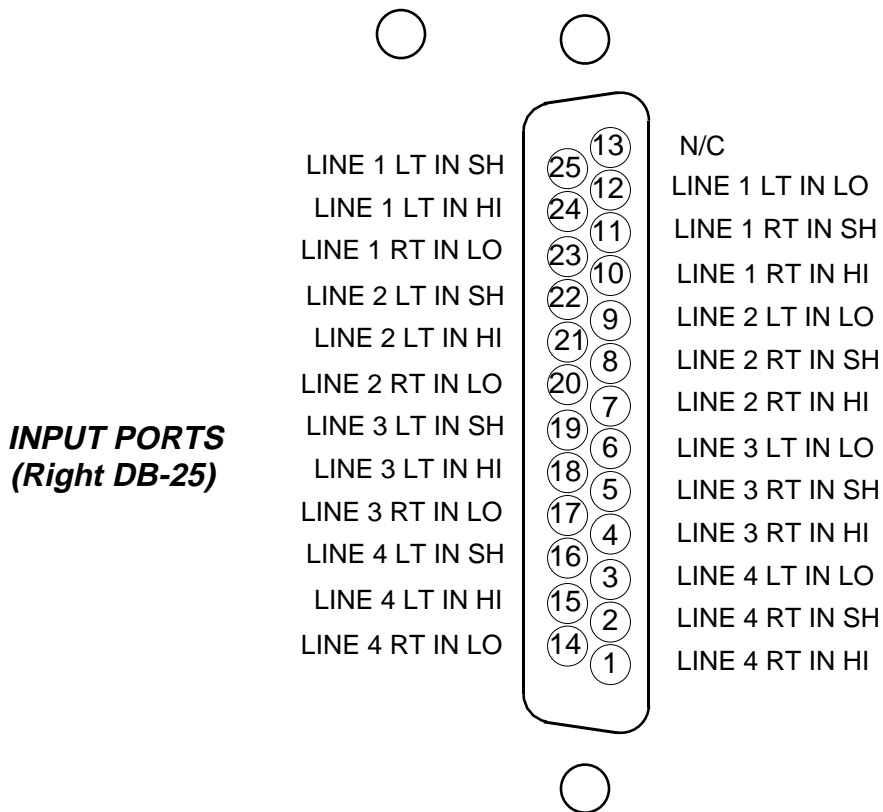 N/C
13
LINE 1 LT IN SH
25
12
LINE 1 LT IN LO
LINE 1 LT IN HI
24
11
LINE 1 RT IN SH
LINE 1 RT IN LO
23
10
LINE 1 RT IN HI
LINE 2 LT IN SH
22
9
LINE 2 LT IN LO
LINE 2 LT IN HI
21
8
LINE 2 RT IN SH
LINE 2 RT IN LO
20
7
LINE 2 RT IN HI
LINE 3 LT IN SH
19
6
LINE 3 LT IN LO
INPUT PORTS
(Right DB-25)
LINE 3 LT IN HI
18
5
LINE 3 RT IN SH
LINE 3 RT IN LO
17
4
LINE 3 RT IN HI
LINE 4 LT IN SH
16
3
LINE 4 LT IN LO
LINE 4 LT IN HI
15
2
LINE 4 RT IN SH
LINE 4 RT IN LO
14
1
LINE 4 RT IN HI